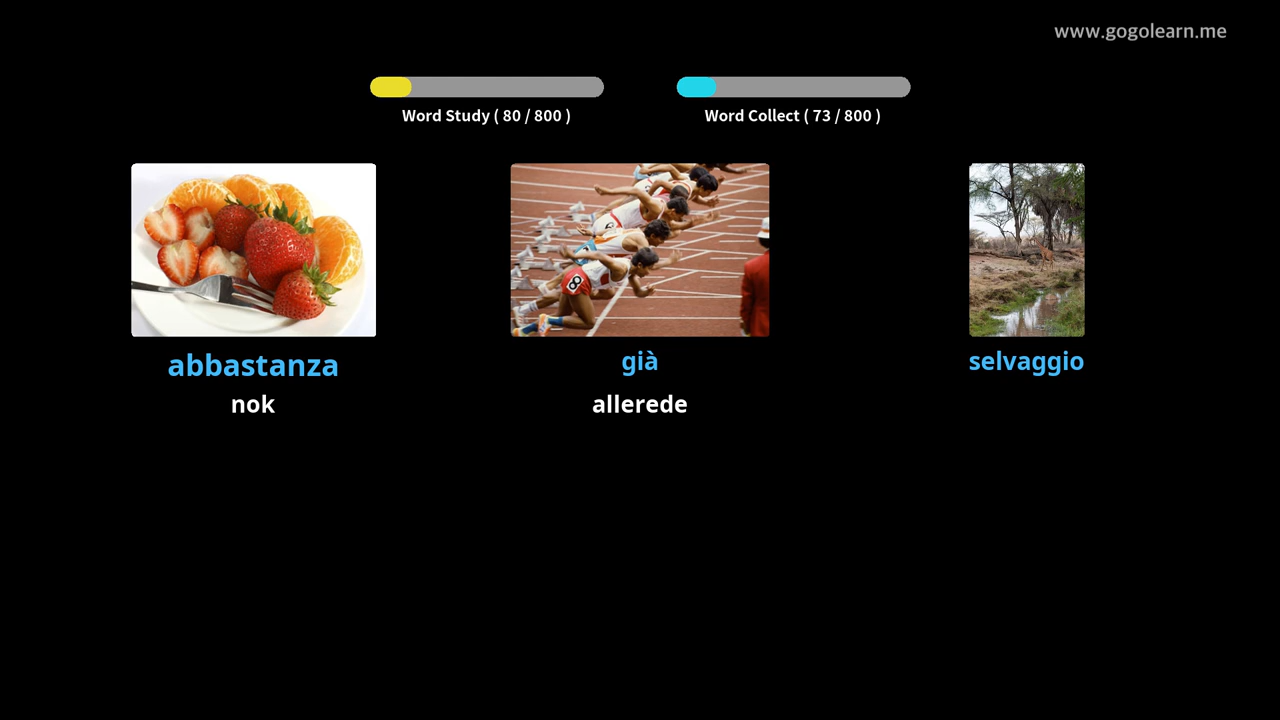 www.gogolearn.me
Word Study ( 80 / 800 )
Word Collect ( 73 / 800 )
abbastanza
già
selvaggio
nok
allerede